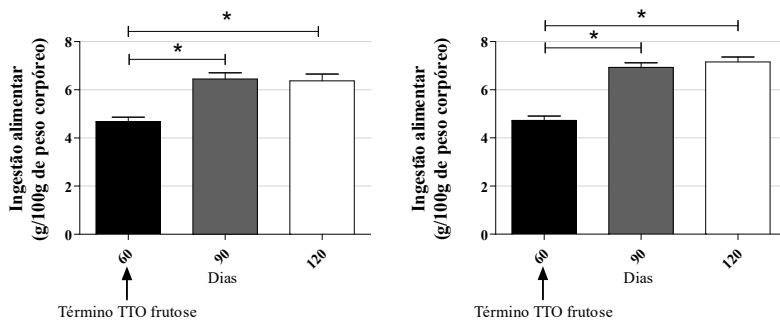 *
*
8
6
4
2
0
Ingestão alimentar
(g/100g de peso corpóreo)
60
90
120
Dias
Término TTO frutose
*
*
8
6
4
2
0
Ingestão alimentar
(g/100g de peso corpóreo)
60
90
120
Dias
Término TTO frutose